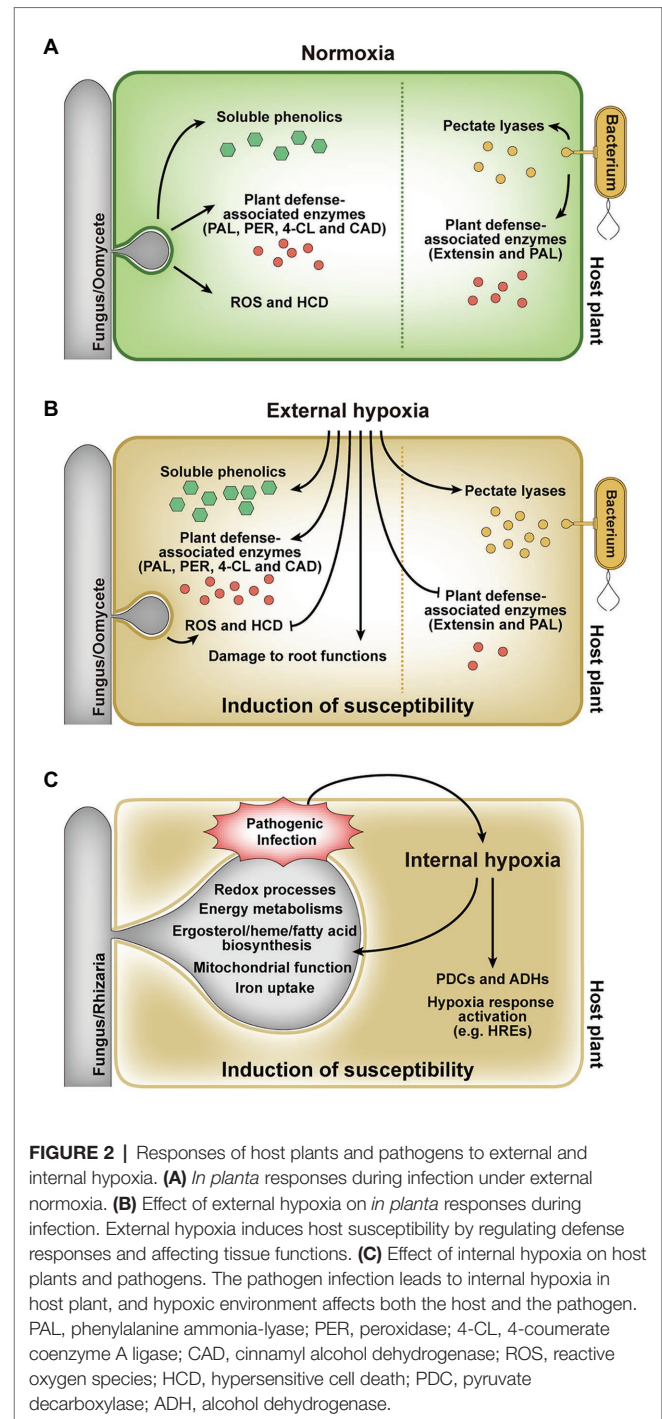 A
Normoxia
Fungus/Oomycete
Soluble phenolics
Plant defense-
associated enzymes
(PAL, PER, 4-CL and CAD)
ROS and HCD
Pectate lyases
Plant defense-
associated enzymes
(Extensin and PAL)
Bacterium
Host plant
B
External hypoxia
Fungus/Oomycete
Soluble phenolics
Plant defense-
associated enzymes
(PAL, PER, 4-CL and CAD)
ROS and HCD
Damage to root functions
Pectate lyases
Plant defense-
associated enzymes
(Extensin and PAL)
Bacterium
Host plant
Induction of susceptibility
C
Fungus/Rhizaria
Pathogenic
Infection
Redox processes
Energy metabolisms
Ergosterol/heme/fatty acid
biosynthesis
Mitochondrial function
Iron uptake
Internal hypoxia
PDCs and ADHs
Hypoxia response
activation
(e.g. HREs)
Host plant
Induction of susceptibility
FIGURE 2 | Responses of host plants and pathogens to external and
internal hypoxia. (A) In planta responses during infection under external
normoxia. (B) Effect of external hypoxia on in planta responses during
infection. External hypoxia induces host susceptibility by regulating defense
responses and affecting tissue functions. (C) Effect of internal hypoxia on host
plants and pathogens. The pathogen infection leads to internal hypoxia in
host plant, and hypoxic environment affects both the host and the pathogen.
PAL, phenylalanine ammonia-lyase; PER, peroxidase; 4-CL, 4-coumerate
coenzyme A ligase; CAD, cinnamyl alcohol dehydrogenase; ROS, reactive
oxygen species; HCD, hypersensitive cell death; PDC, pyruvate
decarboxylase; ADH, alcohol dehydrogenase.